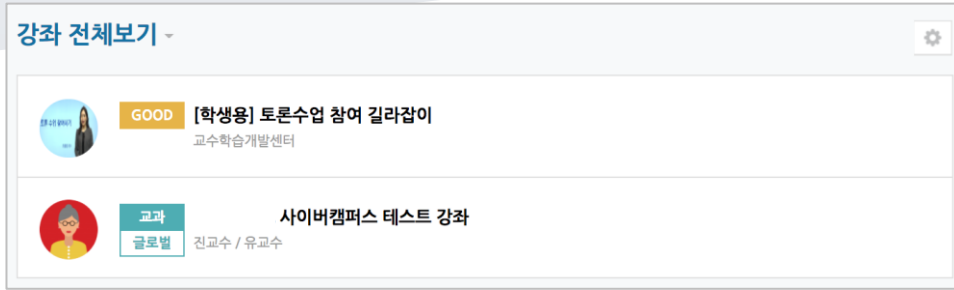 강좌 전체보기
GOOD [학생용] 토론수업 참여 길라잡이
교수학습개발센터
교과 사이버캠퍼스 테스트 강좌
글로벌 진교수 / 유교수